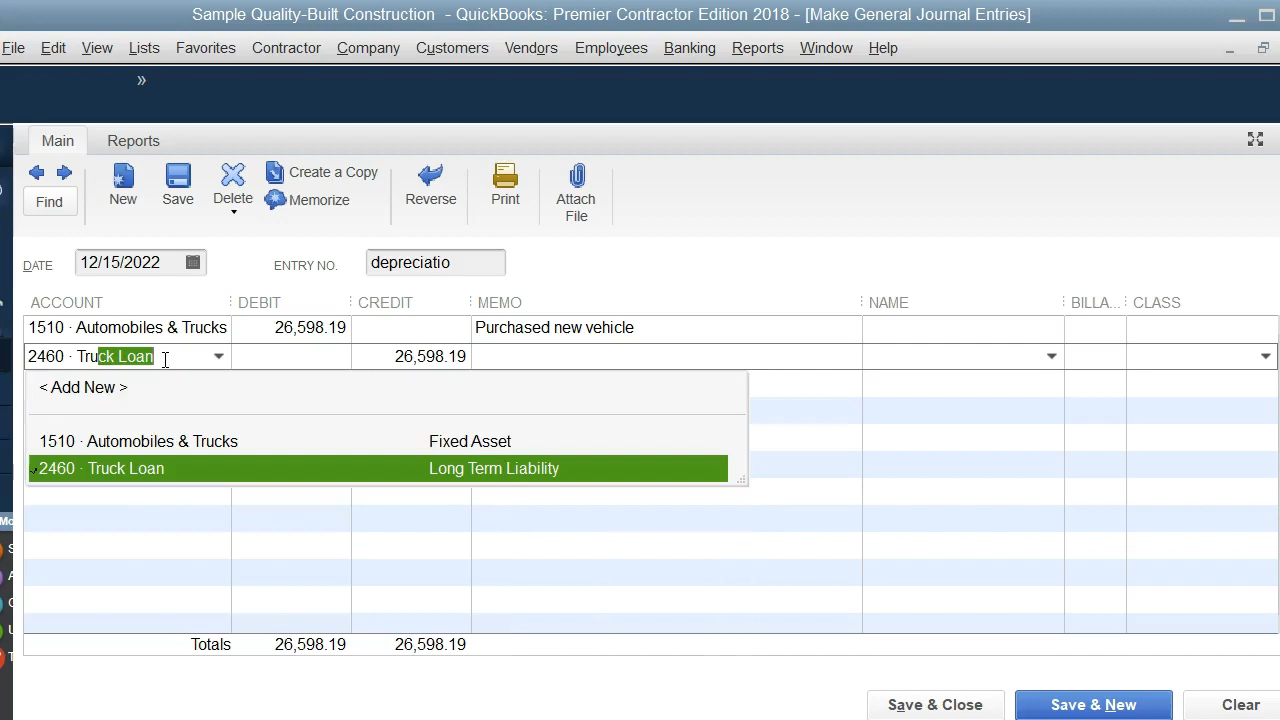 Sample Quality-Built Construction - QuickBooks: Premier Contractor Edition 2018 - [Make General Journal Entries]
File Edit View Lists Favorites Contractor Company Customers Vendors Employees Banking Reports Window Help
»
Main Reports
New Save Delete Create a Copy Memorize Reverse Print Attach File
Find
DATE 12/15/2022 ENTRY NO. depreciatio
ACCOUNT DEBIT CREDIT MEMO NAME BILLA... CLASS
1510 · Automobiles & Trucks 26,598.19 Purchased new vehicle
2460 · Truck Loan 26,598.19
< Add New >
1510 · Automobiles & Trucks Fixed Asset
2460 · Truck Loan Long Term Liability
Totals 26,598.19 26,598.19
Save & Close Save & New Clear